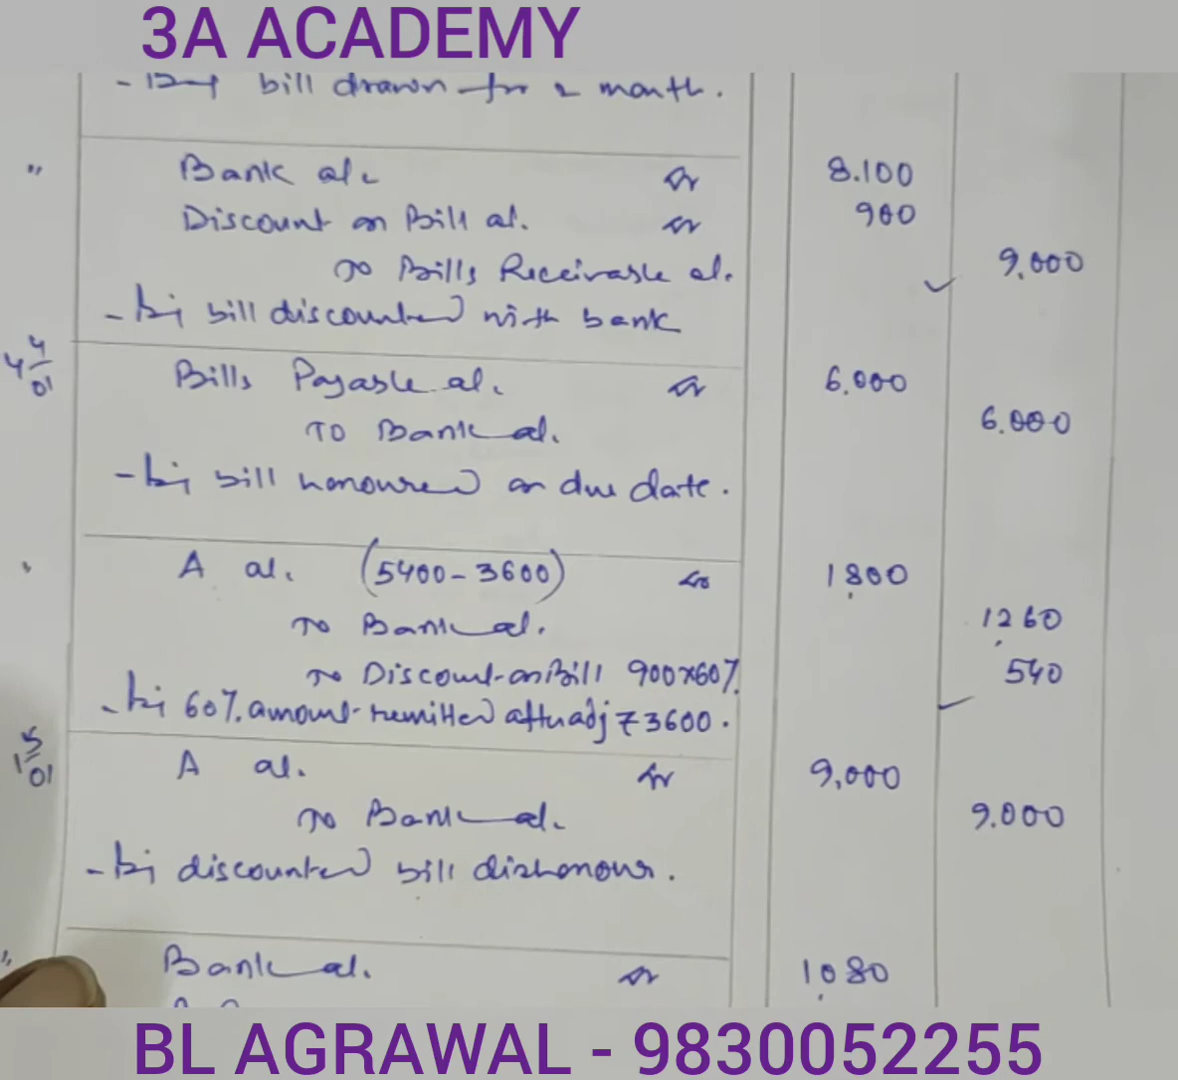 3A ACADEMY
- bill drawn for 2 month.
" Bank a/c Dr 8.100
Discount on Bill a/c. Dr 900
To Bills Receivable a/c. 9.000
- bill discounted with bank
4 4/01 Bills Payable a/c. Dr 6.000
To Bank a/c. 6.000
- bill honoured on due date.
" A a/c. (5400-3600) Dr 1800
To Bank a/c. 1260
To Discount on Bill 900x60% 540
- 60% amount remitted after adj ₹3600.
1 5/01 A a/c. Dr 9,000
To Bank a/c. 9.000
- discounted bill dishonour.
" Bank a/c. Dr 1080
BL AGRAWAL - 9830052255